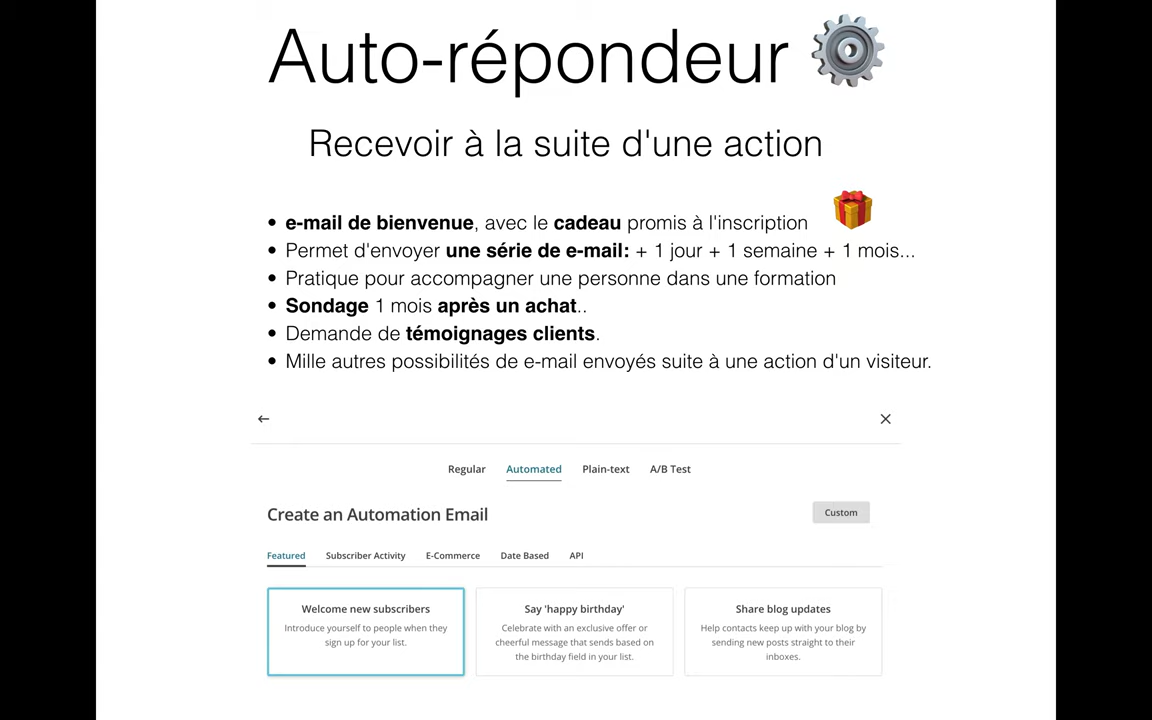 Auto-répondeur
Recevoir à la suite d'une action
• e-mail de bienvenue, avec le cadeau promis à l'inscription
• Permet d'envoyer une série de e-mail: + 1 jour + 1 semaine + 1 mois...
• Pratique pour accompagner une personne dans une formation
• Sondage 1 mois après un achat..
• Demande de témoignages clients.
• Mille autres possibilités de e-mail envoyés suite à une action d'un visiteur.
Regular Automated Plain-text A/B Test
Create an Automation Email Custom
Featured Subscriber Activity E-Commerce Date Based API
Welcome new subscribers
Introduce yourself to people when they
sign up for your list.
Say 'happy birthday'
Celebrate with an exclusive offer or
cheerful message that sends based on
the birthday field in your list.
Share blog updates
Help contacts keep up with your blog by
sending new posts straight to their
inboxes.